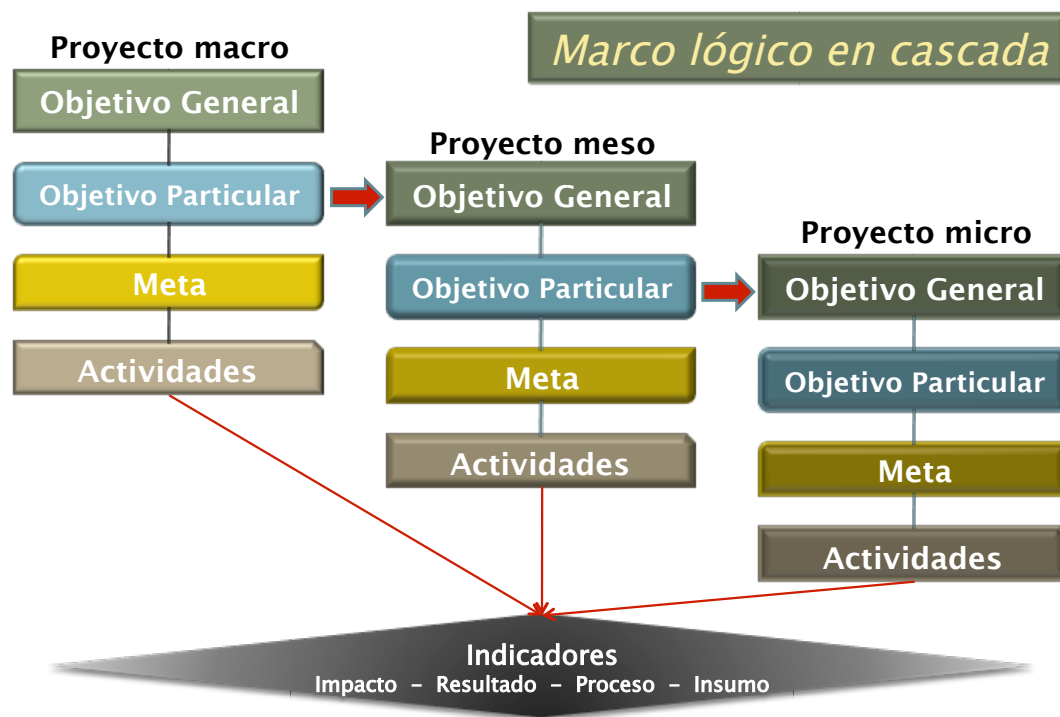 Marco lógico en cascada
Proyecto macro
Objetivo General
Objetivo Particular
Meta
Actividades
Proyecto meso
Objetivo General
Objetivo Particular
Meta
Actividades
Proyecto micro
Objetivo General
Objetivo Particular
Meta
Actividades
Indicadores
Impacto – Resultado – Proceso – Insumo